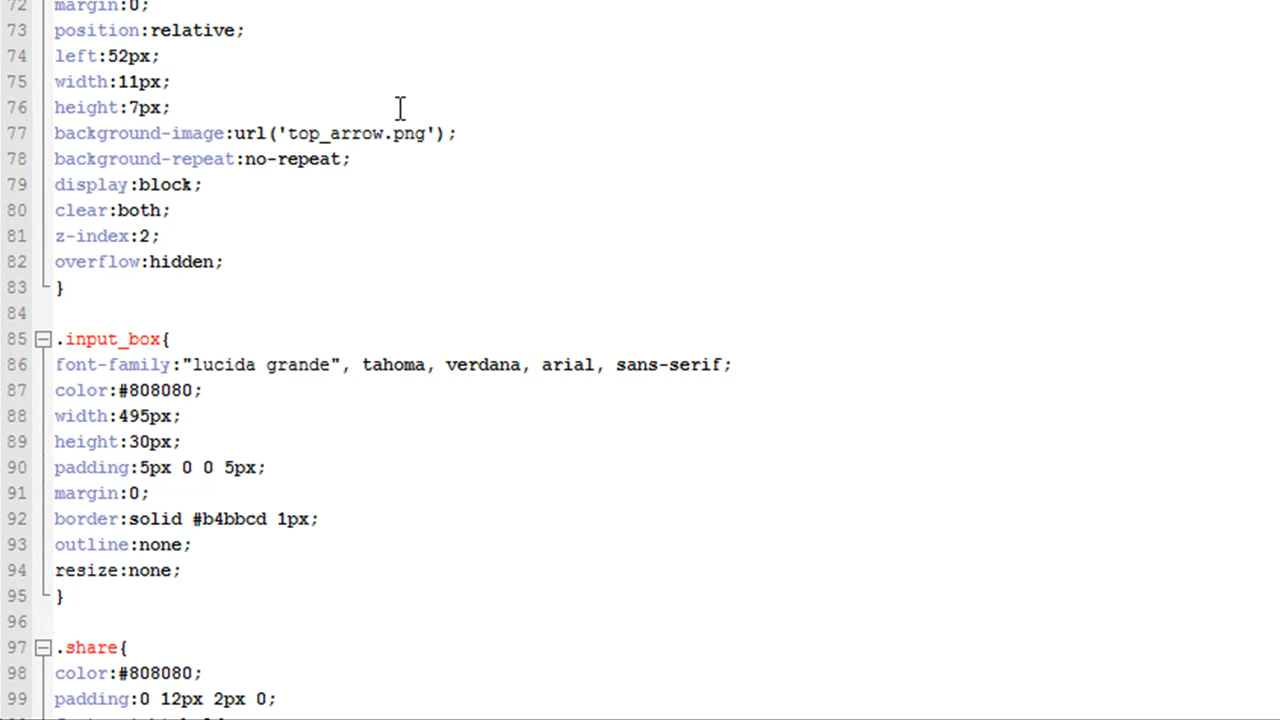 72 margin:0;
73 position:relative;
74 left:52px;
75 width:11px;
76 height:7px;
77 background-image:url('top_arrow.png');
78 background-repeat:no-repeat;
79 display:block;
80 clear:both;
81 z-index:2;
82 overflow:hidden;
83 }
84
85 .input_box{
86 font-family:"lucida grande", tahoma, verdana, arial, sans-serif;
87 color:#808080;
88 width:495px;
89 height:30px;
90 padding:5px 0 0 5px;
91 margin:0;
92 border:solid #b4bbcd 1px;
93 outline:none;
94 resize:none;
95 }
96
97 .share{
98 color:#808080;
99 padding:0 12px 2px 0;